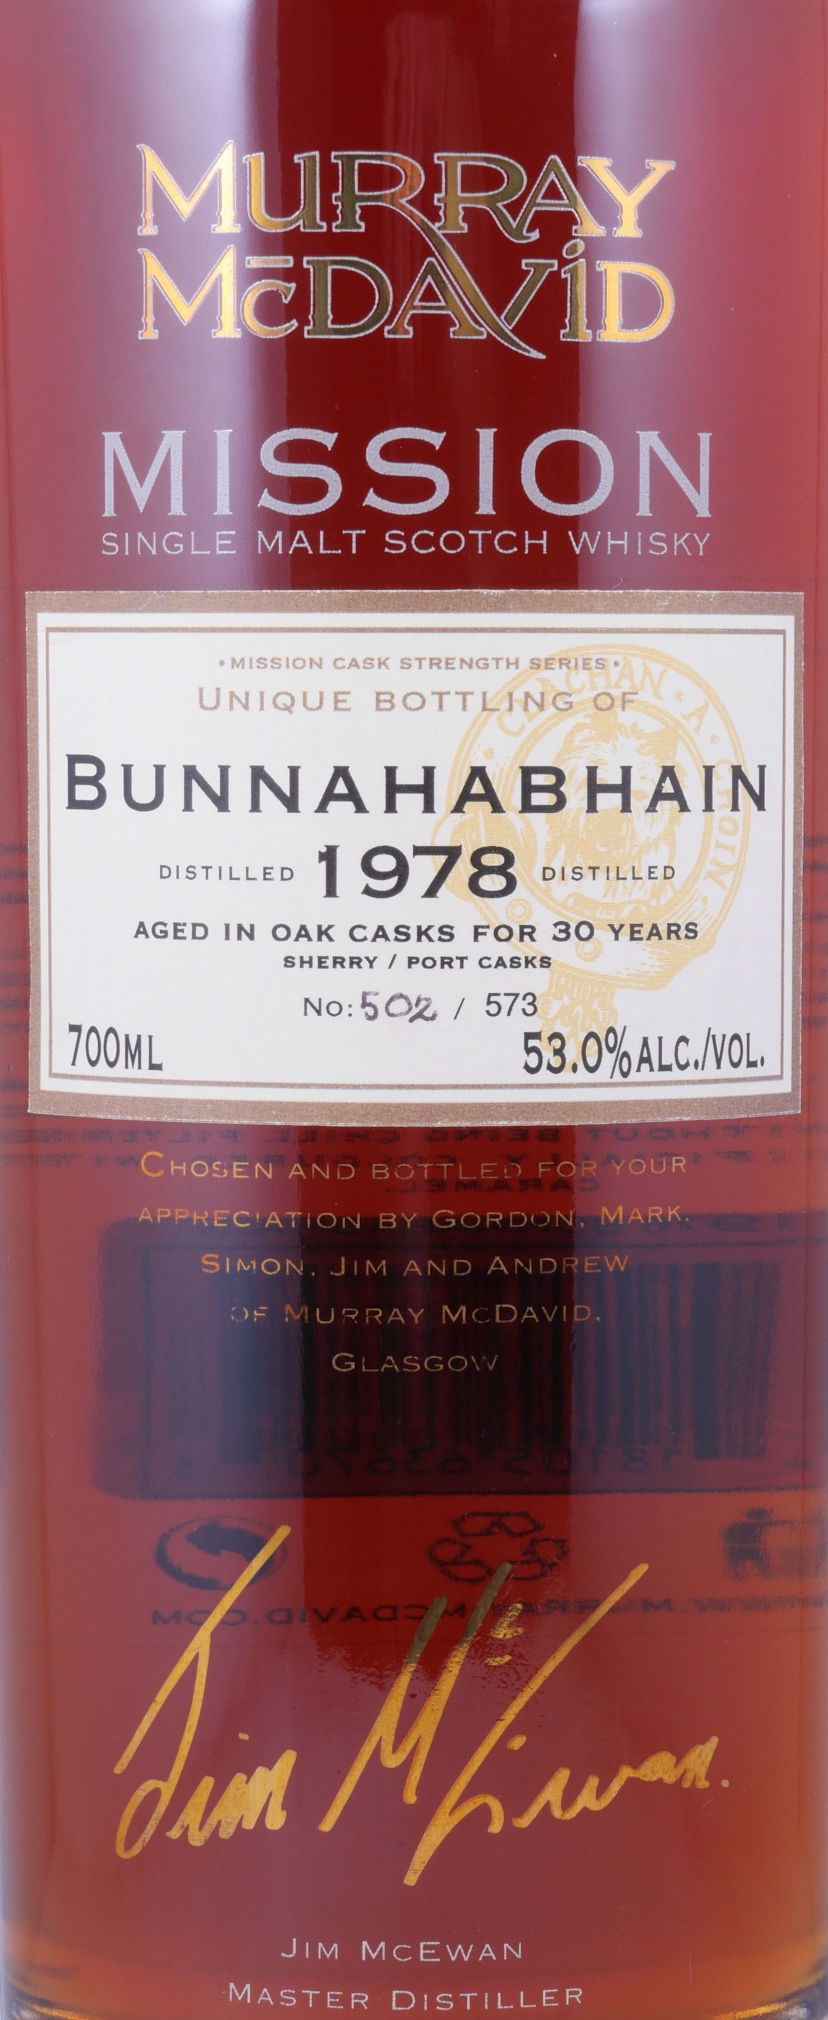 MURRAY
McDAVID
MISSION
SINGLE MALT SCOTCH WHISKY
•MISSION CASK STRENGTH SERIES•
UNIQUE BOTTLING OF
CLACHAN • A • CHOIN
BUNNAHABHAIN
DISTILLED 1978 DISTILLED
AGED IN OAK CASKS FOR 30 YEARS
SHERRY / PORT CASKS
No: 502 / 573
700ML 53.0% ALC./VOL.
CHOSEN AND BOTTLED FOR YOUR
APPRECIATION BY GORDON, MARK,
SIMON, JIM AND ANDREW
OF MURRAY McDAVID,
GLASGOW
Jim McEwan.
JIM MCEWAN
MASTER DISTILLER